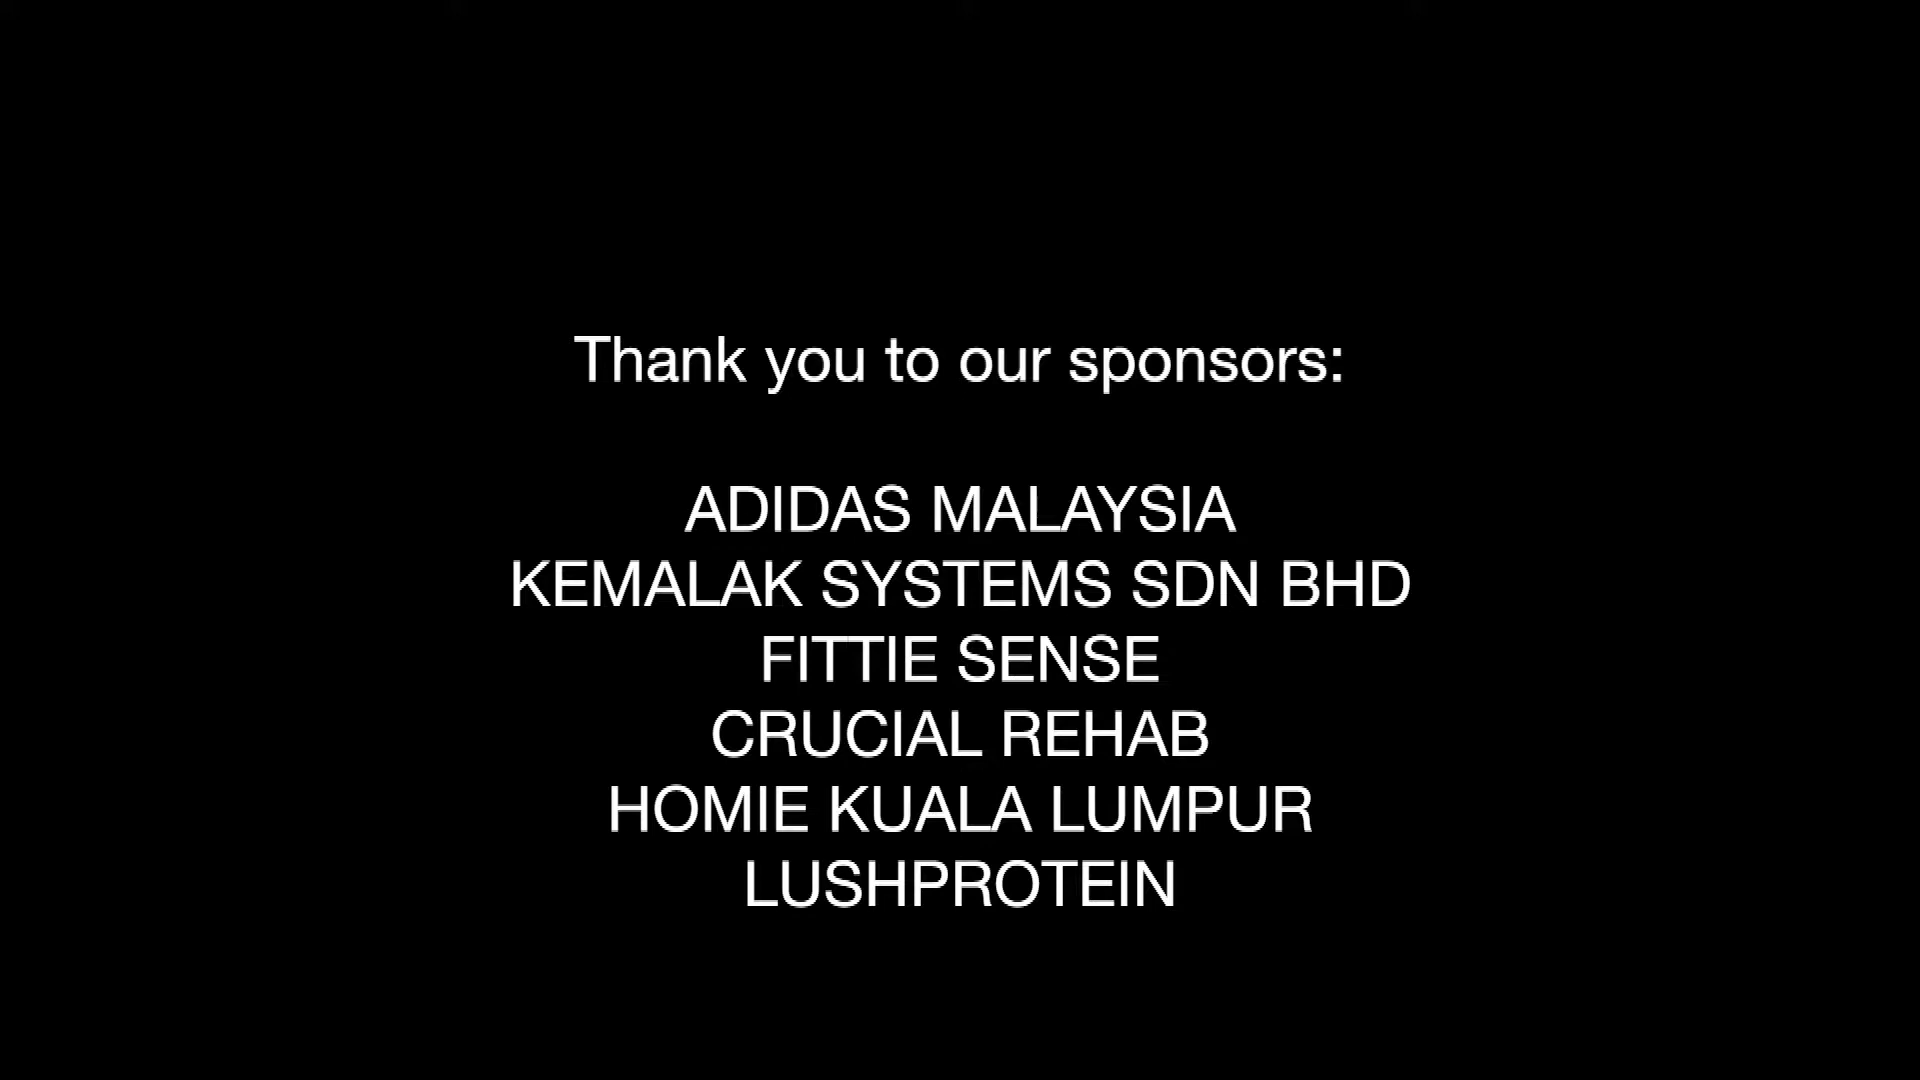 Thank you to our sponsors:
ADIDAS MALAYSIA
KEMALAK SYSTEMS SDN BHD
FITTIE SENSE
CRUCIAL REHAB
HOMIE KUALA LUMPUR
LUSHPROTEIN